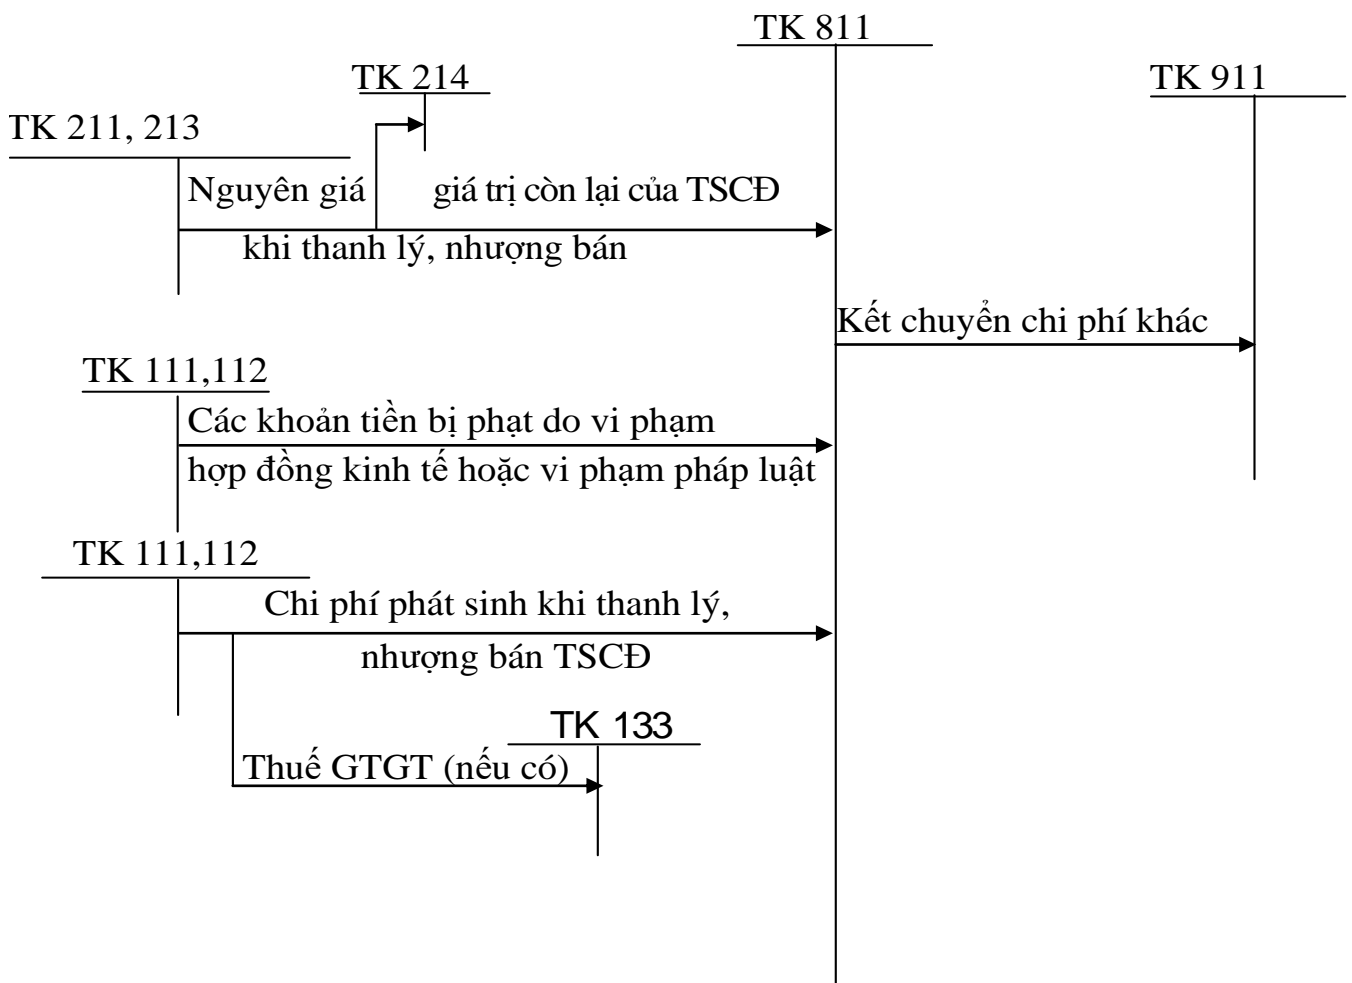 TK 811
TK 214
TK 911
TK 211, 213
Nguyên giá
giá trị còn lại của TSCĐ
khi thanh lý, nhượng bán
Kết chuyển chi phí khác
TK 111,112
Các khoản tiền bị phạt do vi phạm
hợp đồng kinh tế hoặc vi phạm pháp luật
TK 111,112
Chi phí phát sinh khi thanh lý,
nhượng bán TSCĐ
TK 133
Thuế GTGT (nếu có)